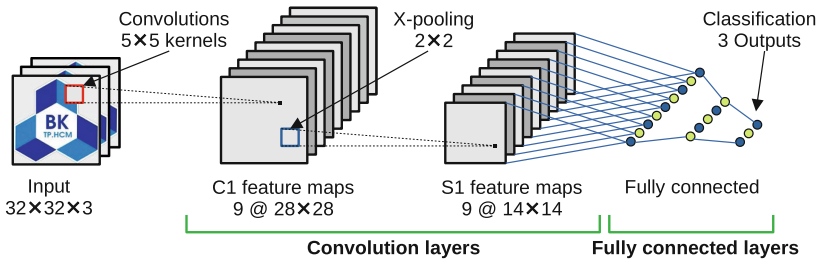 Convolutions
5×5 kernels
X-pooling
2×2
Classification
3 Outputs
BK
TP.HCM
Input
32×32×3
C1 feature maps
9 @ 28×28
S1 feature maps
9 @ 14×14
Fully connected
Convolution layers
Fully connected layers